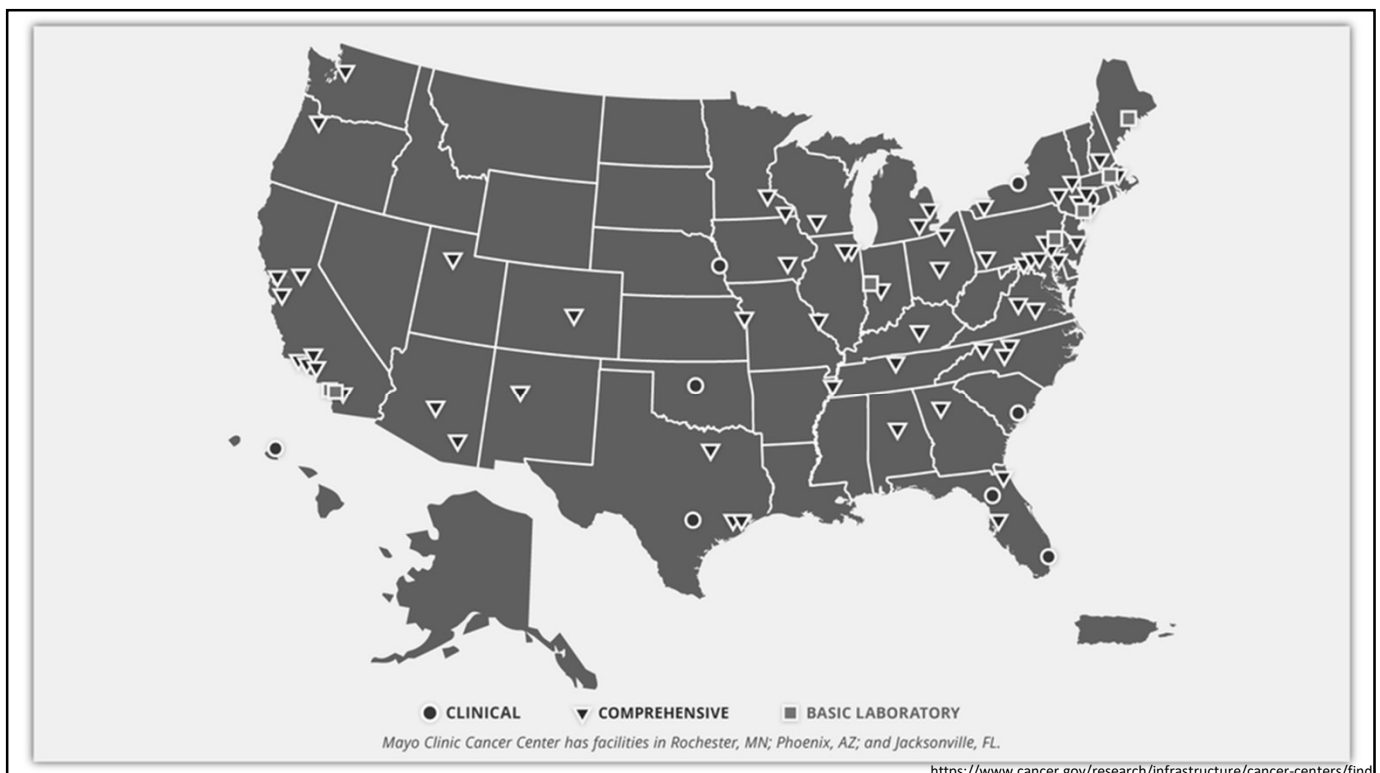 CLINICAL
COMPREHENSIVE
BASIC LABORATORY
Mayo Clinic Cancer Center has facilities in Rochester, MN; Phoenix, AZ; and Jacksonville, FL.
https://www.cancer.gov/research/infrastructure/cancer-centers/find